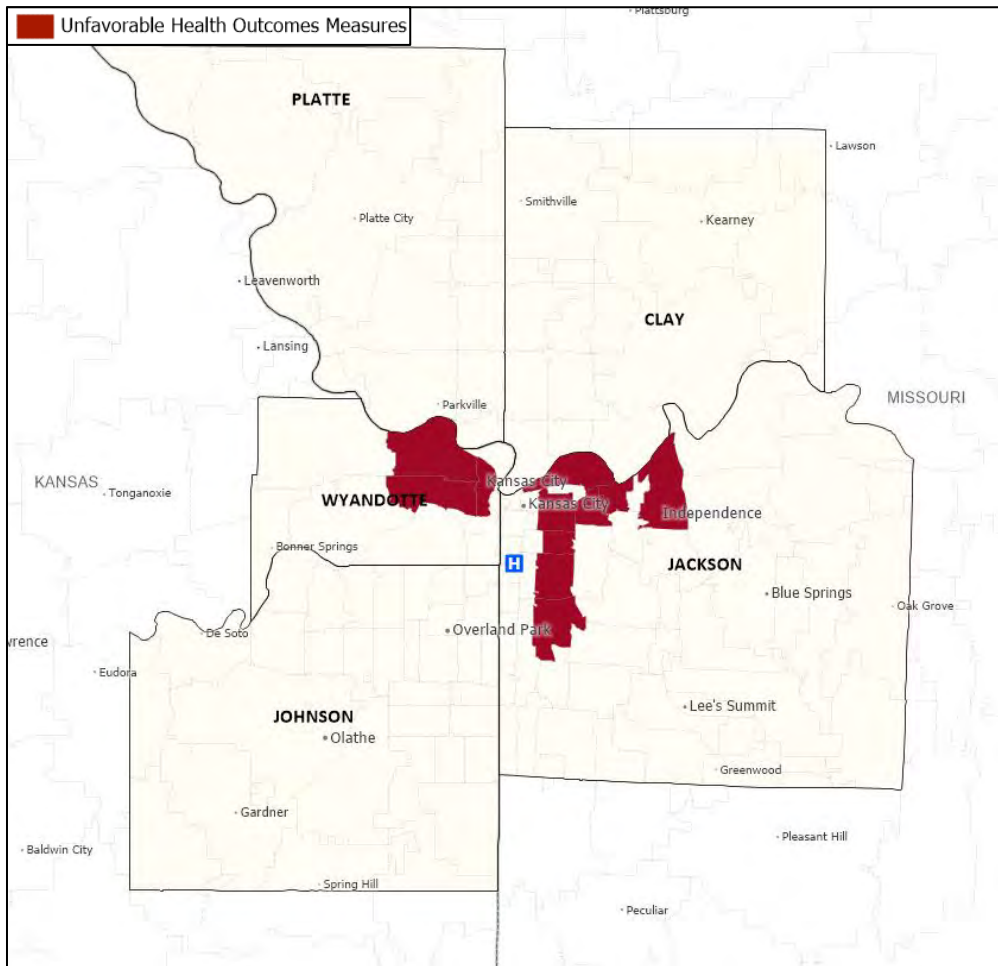 Plattsburg
Unfavorable Health Outcomes Measures
PLATTE
Lawson
Smithville
Platte City
Kearney
Leavenworth
CLAY
Lansing
MISSOURI
Parkville
KANSAS
Kansas City
Tonganoxie
WYANDOTTE
Kansas City
Independence
Bonner Springs
H
JACKSON
Blue Springs
Oak Grove
De Soto
Overland Park
wrence
Eudora
Lee's Summit
JOHNSON
Olathe
Greenwood
Gardner
Pleasant Hill
Baldwin City
Spring Hill
Peculiar